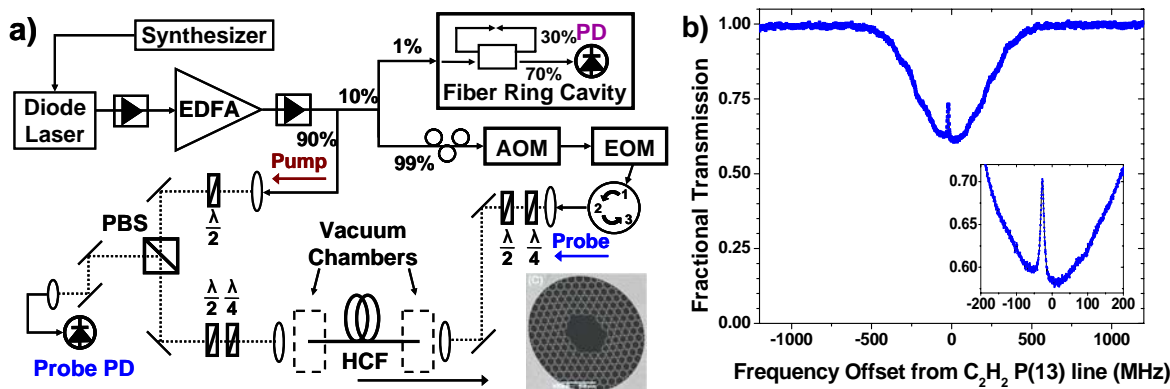 a)
Synthesizer
Diode
Laser
EDFA
90%
10%
1%
99%
30%
PD
70%
Fiber Ring Cavity
AOM
EOM
1
2
3
Pump
λ
2
PBS
Vacuum
Chambers
λ
2
λ
4
Probe
λ
2
λ
4
HCF
Probe PD
(C)
b)
Fractional Transmission
1.00
0.75
0.50
0.25
0.00
0.70
0.65
0.60
-200 -100 0 100 200
-1000 -500 0 500 1000
Frequency Offset from C₂H₂ P(13) line (MHz)